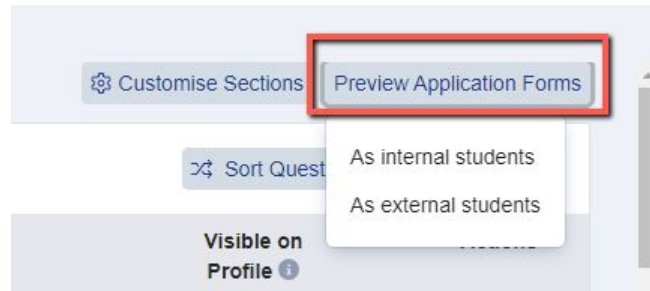 Customise Sections
Preview Application Forms
Sort Quest
As internal students
As external students
Visible on
Profile